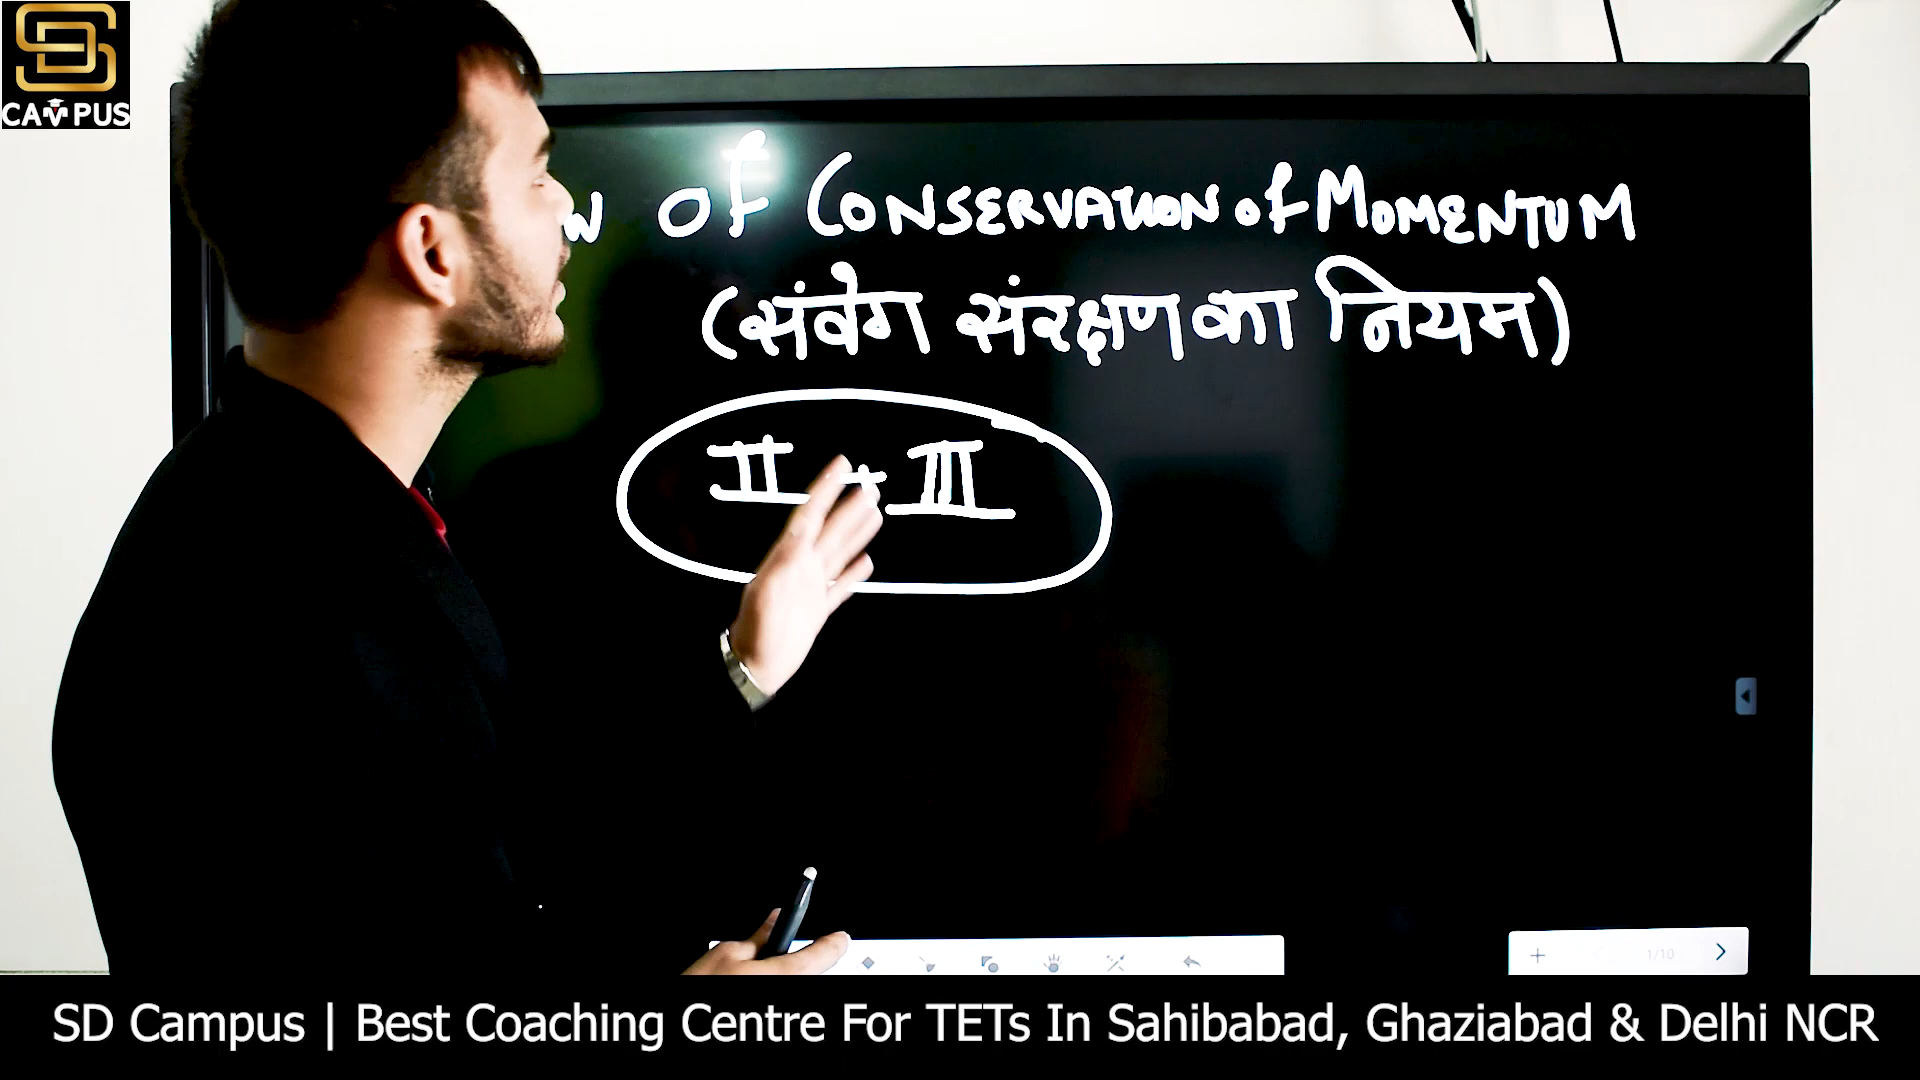 SD
CAMPUS
of CONSERVATION of MOMENTUM
(संवेग संरक्षण का नियम)
II + III
1/10
SD Campus | Best Coaching Centre For TETs In Sahibabad, Ghaziabad & Delhi NCR